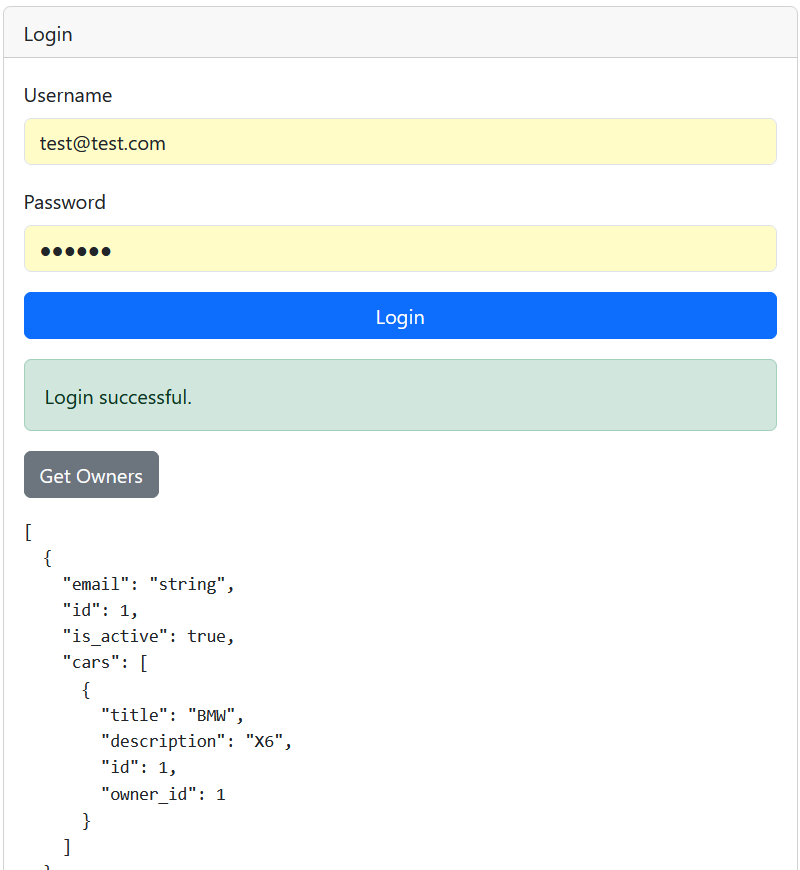 Login
Username
test@test.com
Password
●●●●●●
Login
Login successful.
Get Owners
[
  {
    "email": "string",
    "id": 1,
    "is_active": true,
    "cars": [
      {
        "title": "BMW",
        "description": "X6",
        "id": 1,
        "owner_id": 1
      }
    ]
  }